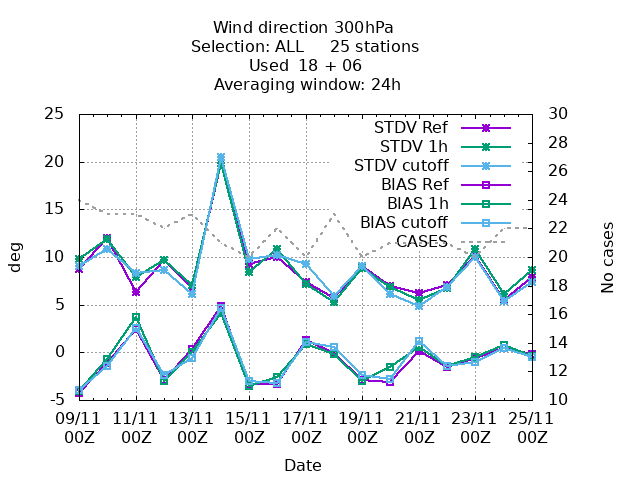 Wind direction 300hPa
Selection: ALL     25 stations
Used  18 + 06
Averaging window: 24h
25
20
15
10
5
0
-5
deg
30
28
26
24
22
20
18
16
14
12
10
No cases
STDV Ref
STDV 1h
STDV cutoff
BIAS Ref
BIAS 1h
BIAS cutoff
CASES
09/11 11/11 13/11 15/11 17/11 19/11 21/11 23/11 25/11
00Z 00Z 00Z 00Z 00Z 00Z 00Z 00Z 00Z
Date